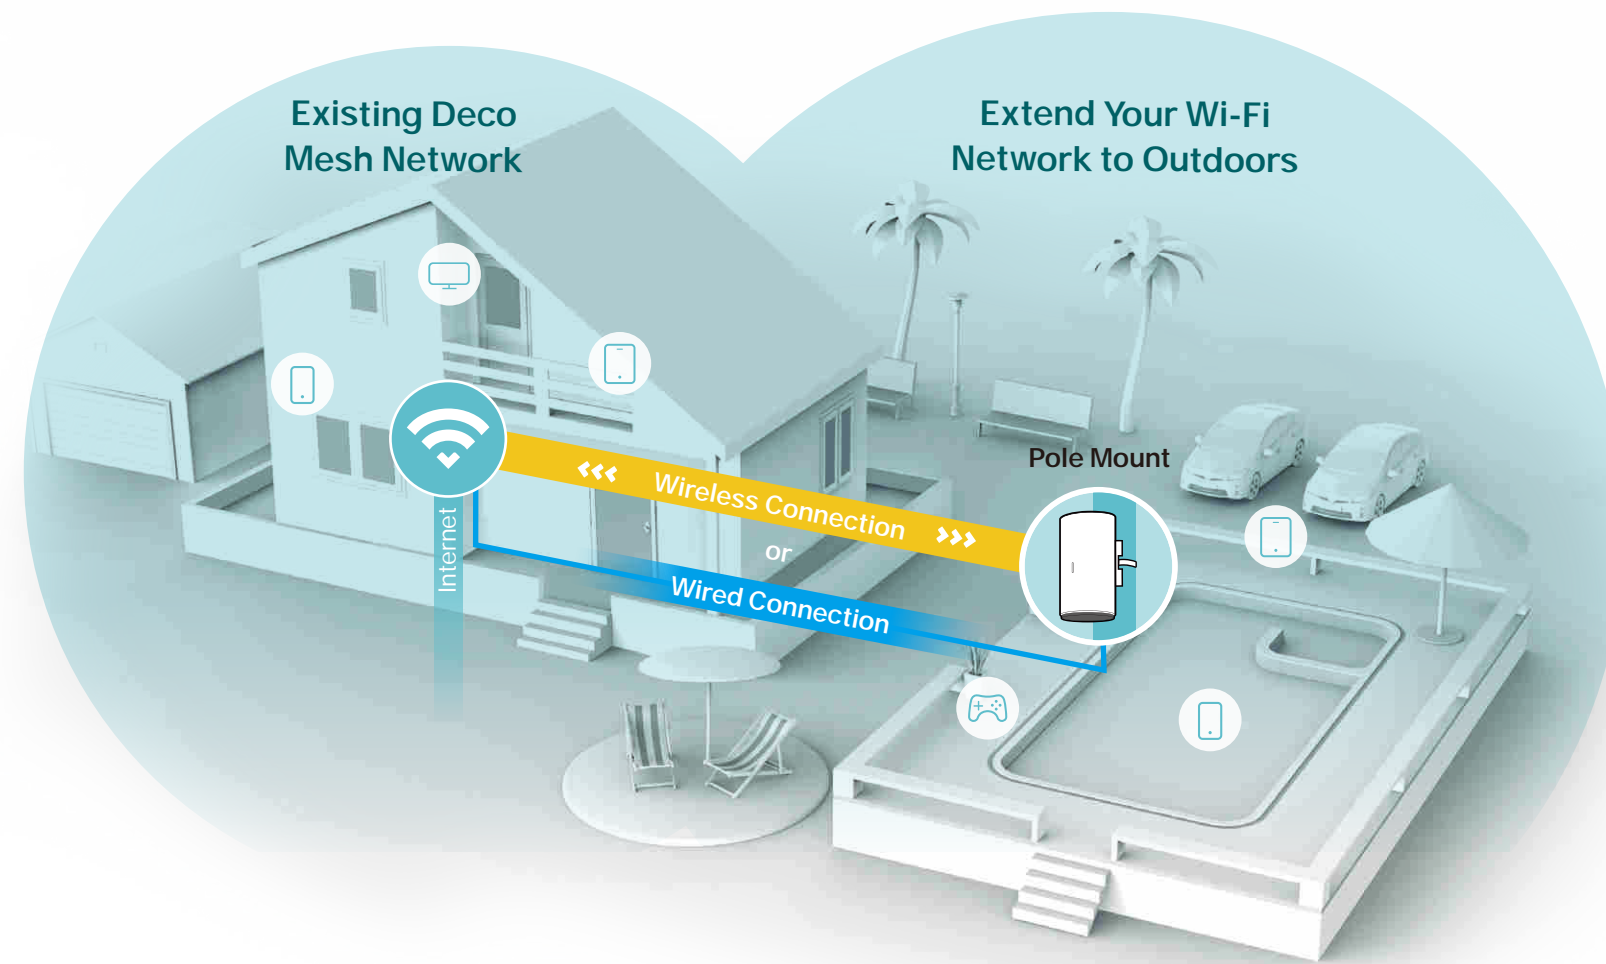 Existing Deco
Mesh Network
Extend Your Wi-Fi
Network to Outdoors
Pole Mount
Wireless Connection
or
Wired Connection
Internet